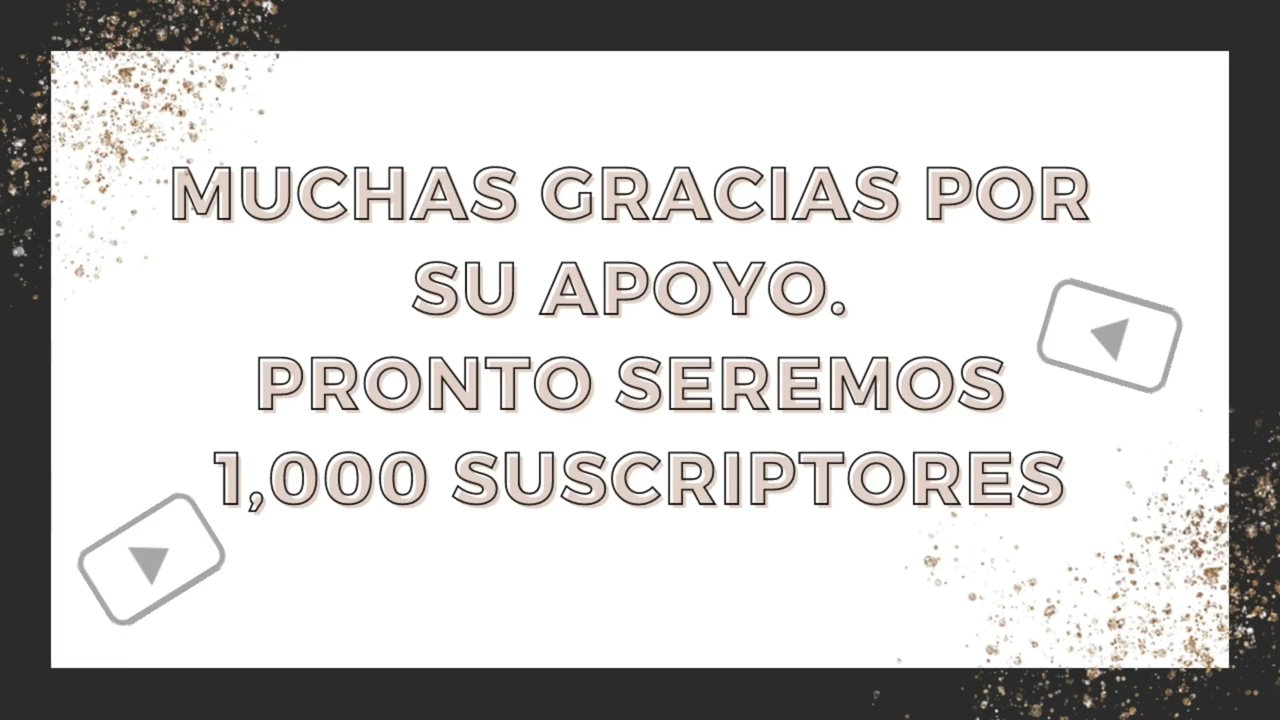 MUCHAS GRACIAS POR
SU APOYO.
PRONTO SEREMOS
1,000 SUSCRIPTORES